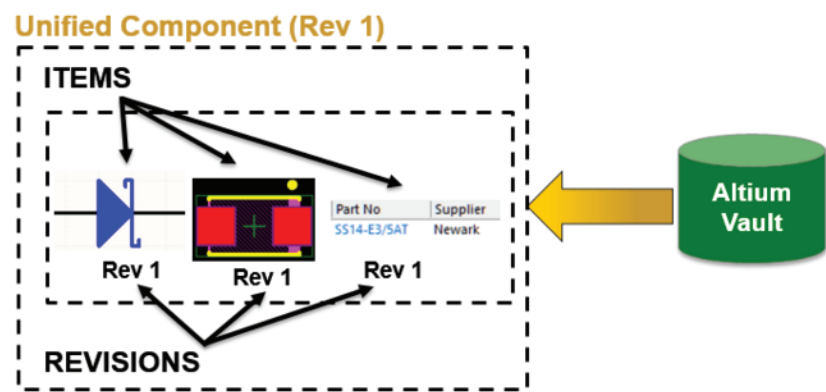 Unified Component (Rev 1)
ITEMS
Part No Supplier
SS14-E3/5AT Newark
Rev 1 Rev 1 Rev 1
REVISIONS
Altium
Vault